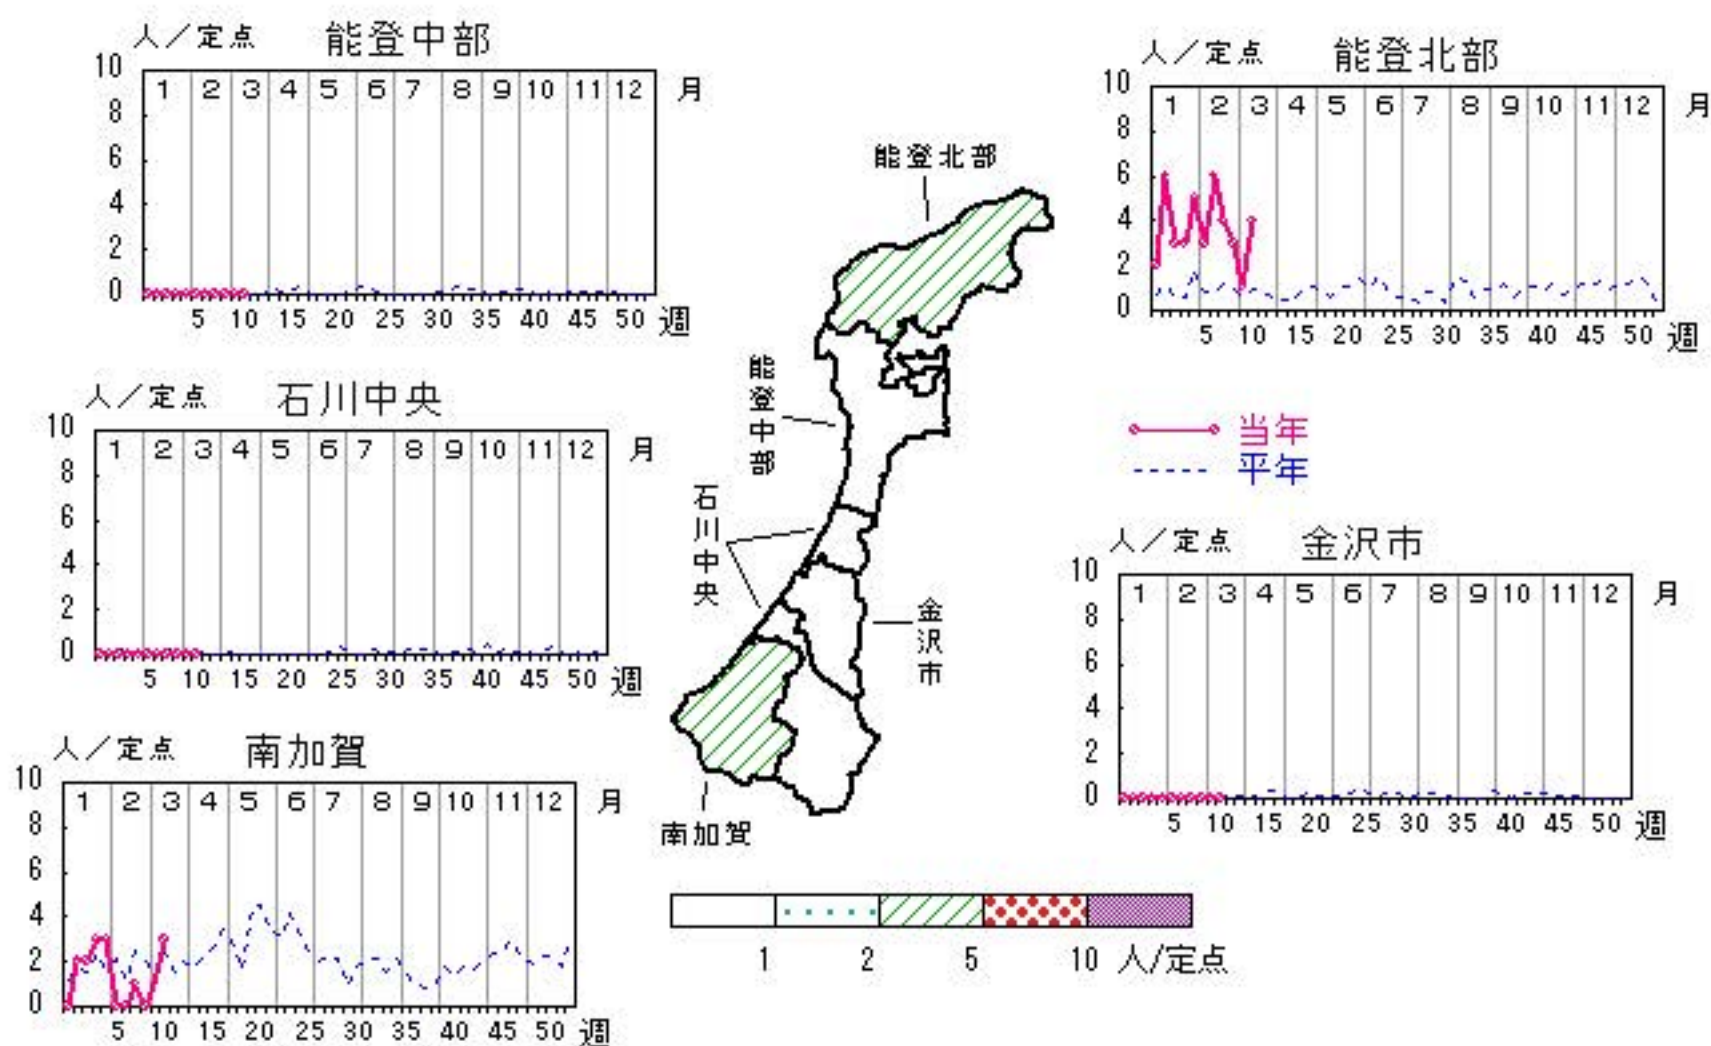 人／定点 能登中部
10 8 6 4 2 0
1 2 3 4 5 6 7 8 9 10 11 12 月
5 10 15 20 25 30 35 40 45 50 週
人／定点 能登北部
10 8 6 4 2 0
1 2 3 4 5 6 7 8 9 10 11 12 月
5 10 15 20 25 30 35 40 45 50 週
能登北部
能登中部
石川中央
金沢市
南加賀
人／定点 石川中央
10 8 6 4 2 0
1 2 3 4 5 6 7 8 9 10 11 12 月
5 10 15 20 25 30 35 40 45 50 週
当年
平年
人／定点 金沢市
10 8 6 4 2 0
1 2 3 4 5 6 7 8 9 10 11 12 月
5 10 15 20 25 30 35 40 45 50 週
人／定点 南加賀
10 8 6 4 2 0
1 2 3 4 5 6 7 8 9 10 11 12 月
5 10 15 20 25 30 35 40 45 50 週
1 2 5 10 人/定点